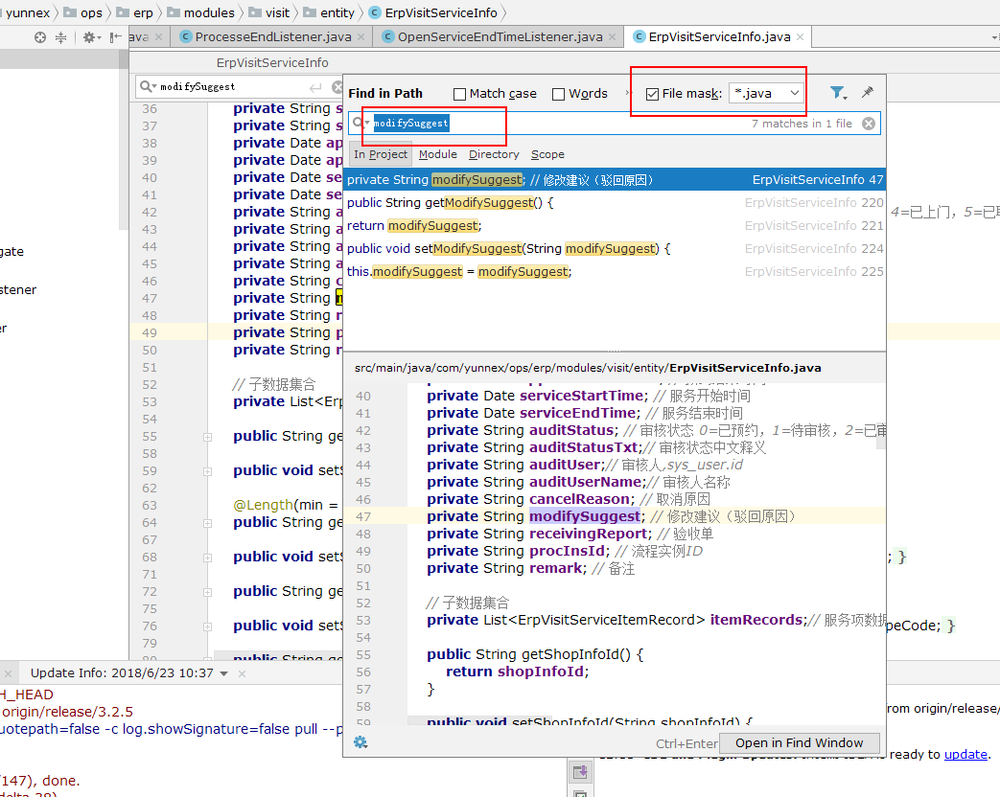 yunnex ops erp modules visit entity ErpVisitServiceInfo
ava ProcesseEndListener.java OpenServiceEndTimeListener.java ErpVisitServiceInfo.java
ErpVisitServiceInfo
modifySuggest
Find in Path Match case Words File mask: *.java
modifySuggest 7 matches in 1 file
In Project Module Directory Scope
private String modifySuggest; // 修改建议（驳回原因） ErpVisitServiceInfo 47
public String getModifySuggest() { ErpVisitServiceInfo 220
return modifySuggest; ErpVisitServiceInfo 221
public void setModifySuggest(String modifySuggest) { ErpVisitServiceInfo 224
this.modifySuggest = modifySuggest; ErpVisitServiceInfo 225
src/main/java/com/yunnex/ops/erp/modules/visit/entity/ErpVisitServiceInfo.java
40 private Date serviceStartTime; // 服务开始时间
41 private Date serviceEndTime; // 服务结束时间
42 private String auditStatus; // 审核状态 0=已预约，1=待审核，2=已审
43 private String auditStatusTxt;// 审核状态中文释义
44 private String auditUser;// 审核人,sys_user.id
45 private String auditUserName;// 审核人名称
46 private String cancelReason; // 取消原因
47 private String modifySuggest; // 修改建议（驳回原因）
48 private String receivingReport; // 验收单
49 private String procInsId; // 流程实例ID
50 private String remark; // 备注
51
52 // 子数据集合
53 private List<ErpVisitServiceItemRecord> itemRecords;// 服务项数据
54
55 public String getShopInfoId() {
56 return shopInfoId;
57 }
58
59 public void setShopInfoId(String shopInfoId) {
Ctrl+Enter Open in Find Window
36 private String s
37 private String s
38 private Date ap
39 private Date ap
40 private Date se
41 private Date se
42 private String a 4=已上门，5=已取
43 private String a
44 private String a
45 private String a
46 private String c
47 private String m
48 private String r
49 private String p
50 private String r
51
52 // 子数据集合
53 private List<Erp
54
55 public String ge
58
59 public void setS
62
63 @Length(min =
64 public String ge
67
68 public void setS ; }
71
72 public String ge
75
76 public void setS peCode; }
79
80 public String ge
gate
stener
er
Update Info: 2018/6/23 10:37
H_HEAD
origin/release/3.2.5
uotepath=false -c log.showSignature=false pull --p
/147), done.
rom origin/release/
is ready to update.